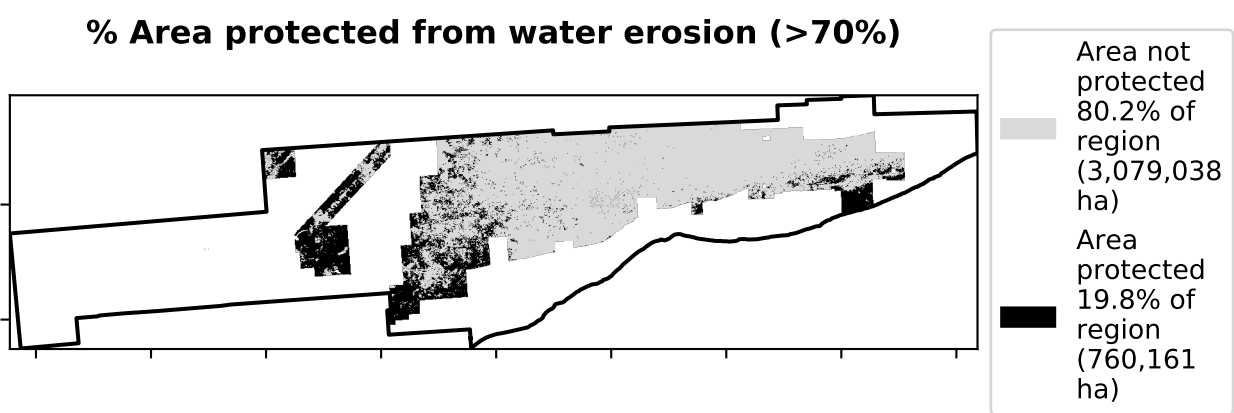 % Area protected from water erosion (>70%)
Area not
protected
80.2% of
region
(3,079,038
ha)
Area
protected
19.8% of
region
(760,161
ha)